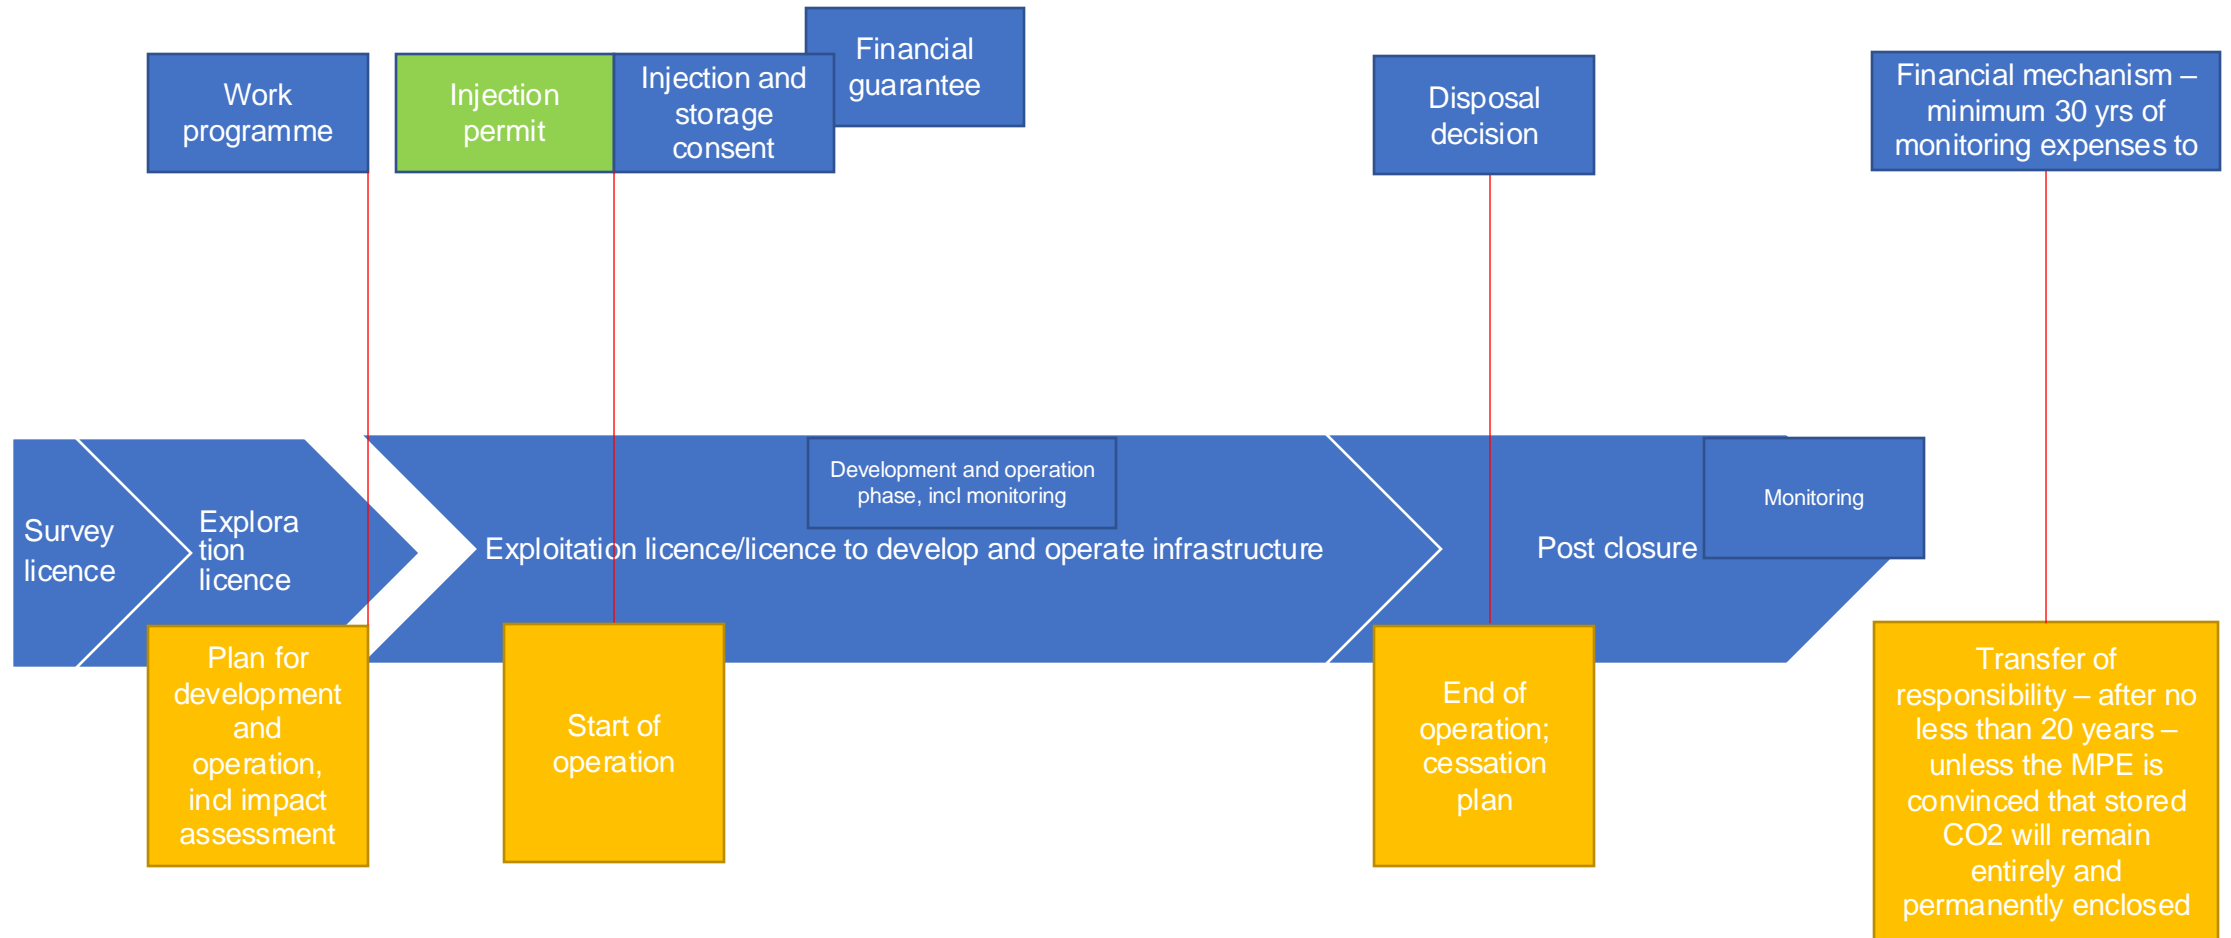 Financial
guarantee
Work
programme
Injection
permit
Injection and
storage
consent
Disposal
decision
Financial mechanism –
minimum 30 yrs of
monitoring expenses to
Survey
licence
Explora
tion
licence
Development and operation
phase, incl monitoring
Exploitation licence/licence to develop and operate infrastructure
Post closure
Monitoring
Plan for
development
and
operation,
incl impact
assessment
Start of
operation
End of
operation;
cessation
plan
Transfer of
responsibility – after no
less than 20 years –
unless the MPE is
convinced that stored
CO2 will remain
entirely and
permanently enclosed